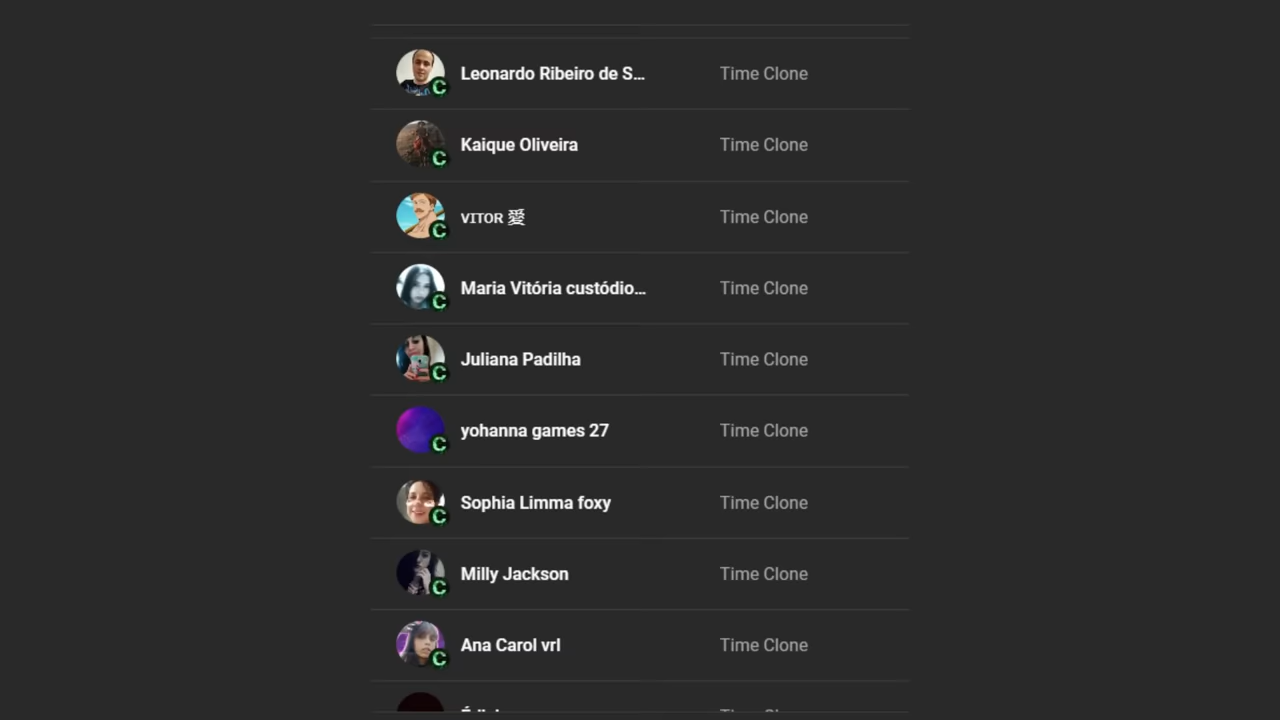 Leonardo Ribeiro de S... Time Clone
Kaique Oliveira Time Clone
ᴠɪᴛᴏʀ 愛 Time Clone
Maria Vitória custódio... Time Clone
Juliana Padilha Time Clone
yohanna games 27 Time Clone
Sophia Limma foxy Time Clone
Milly Jackson Time Clone
Ana Carol vrl Time Clone